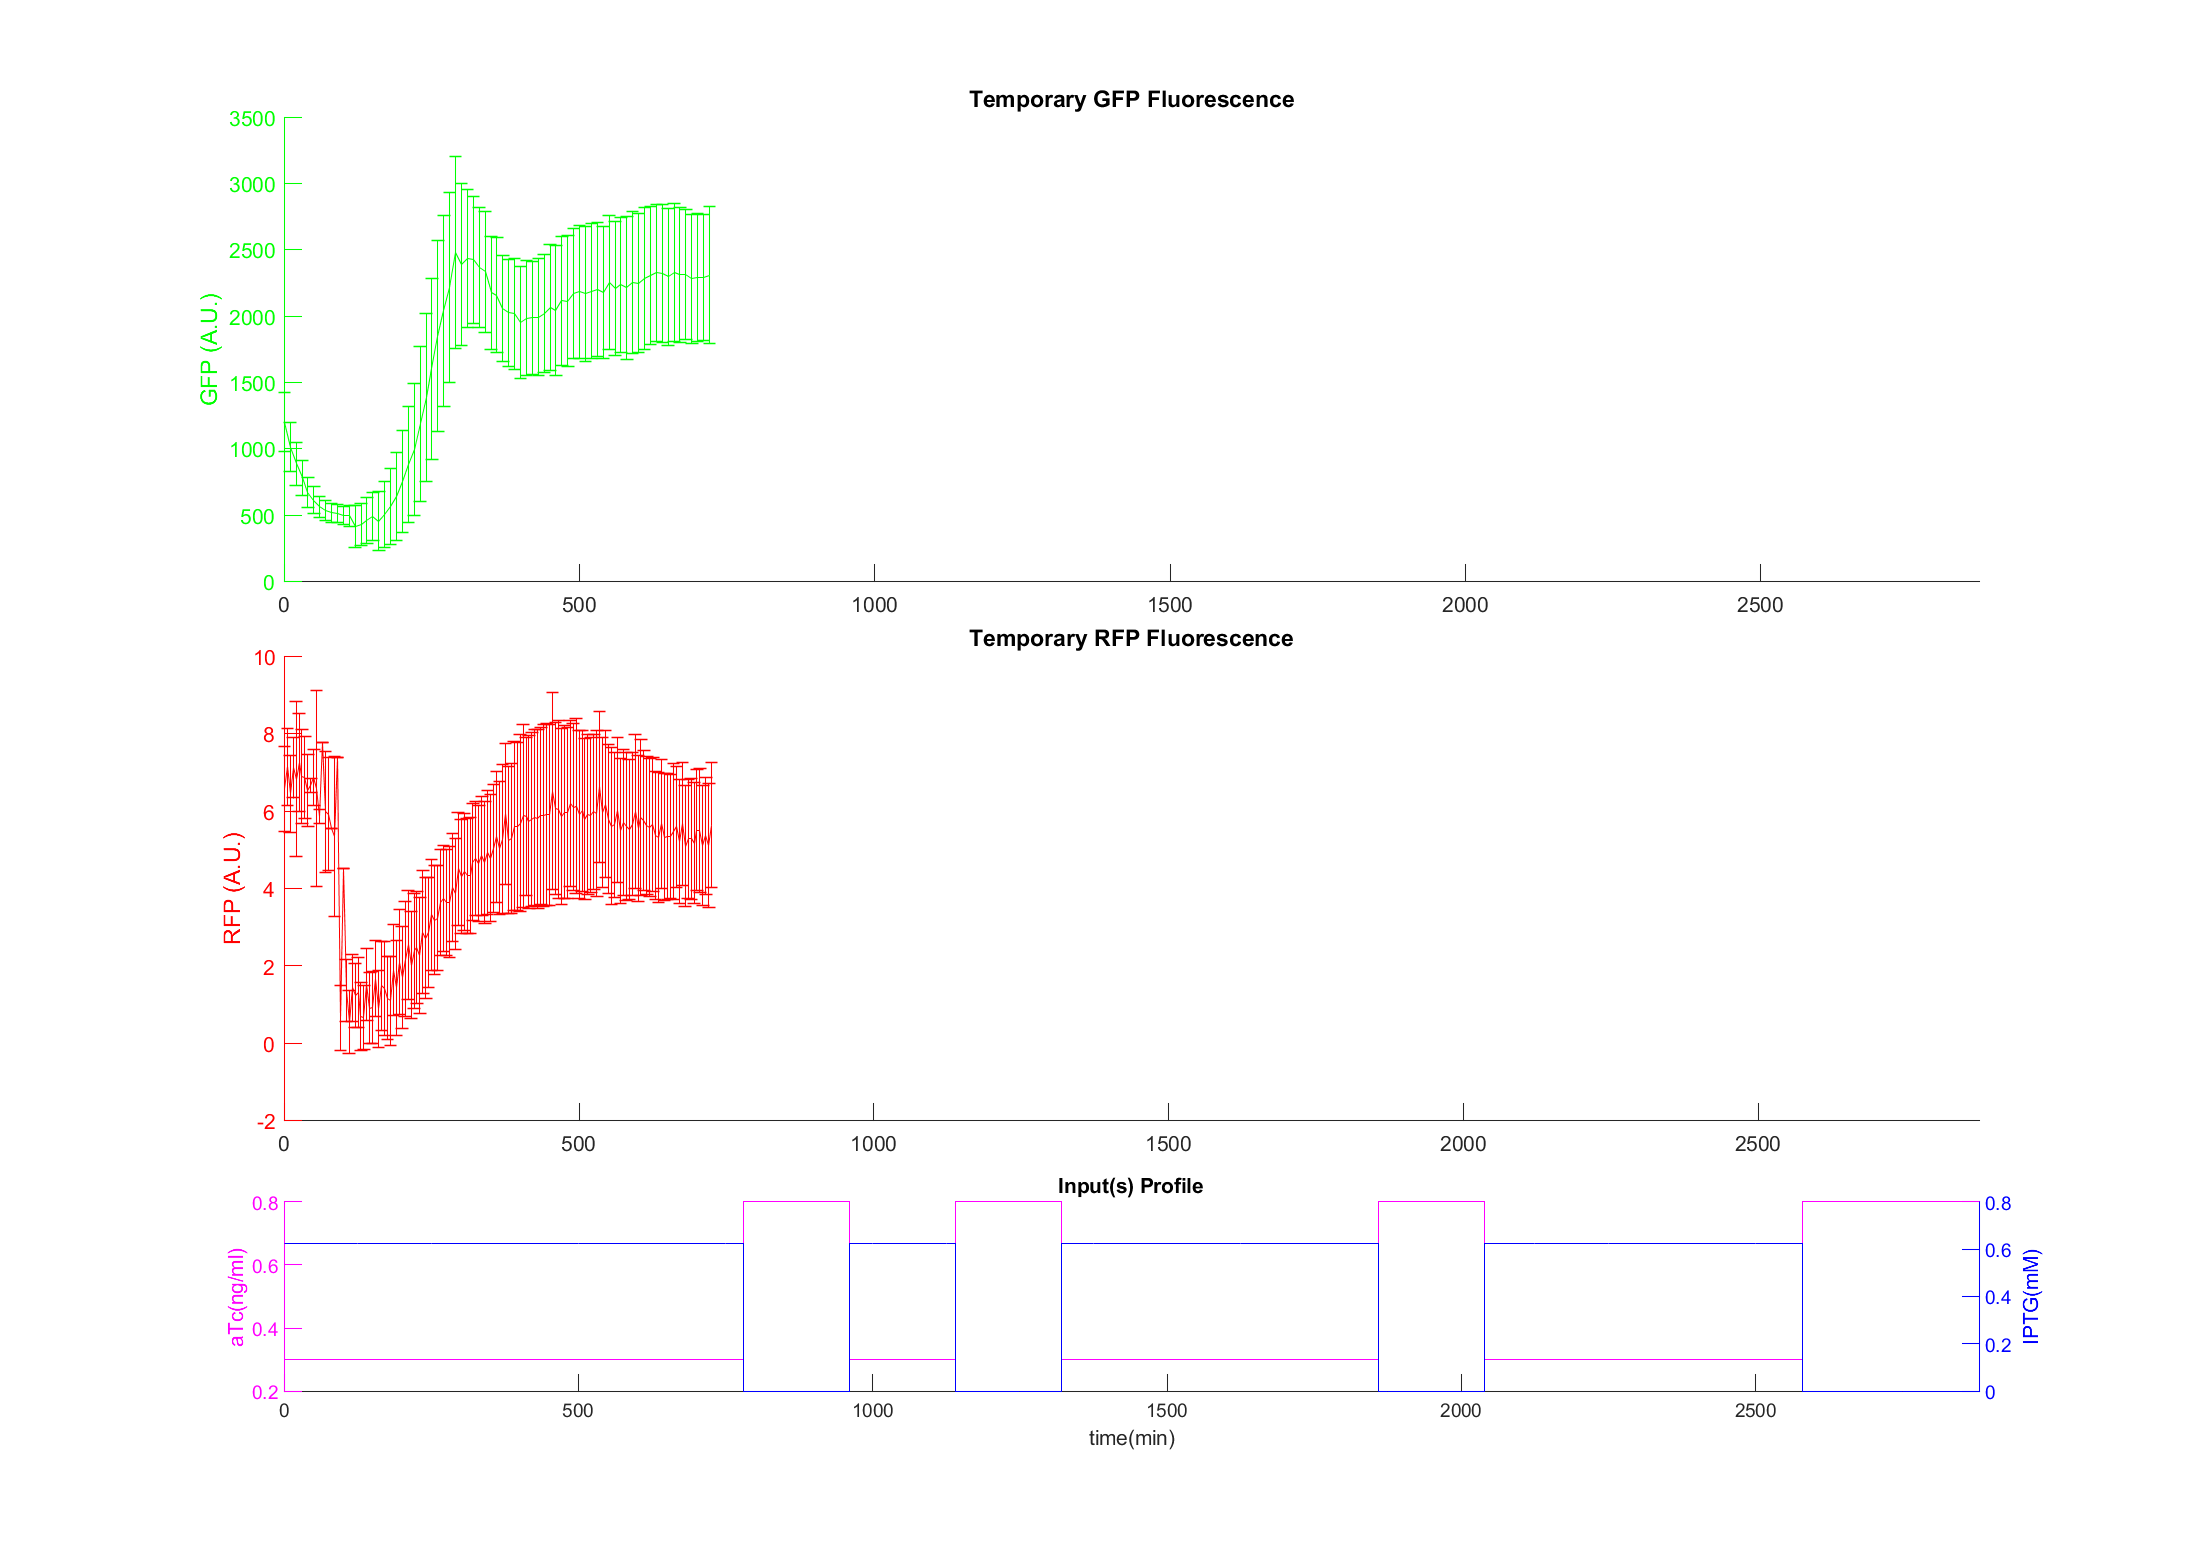 Temporary GFP Fluorescence
3500
3000
2500
2000
1500
1000
500
0
GFP (A.U.)
0 500 1000 1500 2000 2500
Temporary RFP Fluorescence
10
8
6
4
2
0
-2
RFP (A.U.)
0 500 1000 1500 2000 2500
Input(s) Profile
0.8
0.6
0.4
0.2
aTc(ng/ml)
0.8
0.6
0.4
0.2
0
IPTG(mM)
0 500 1000 1500 2000 2500
time(min)